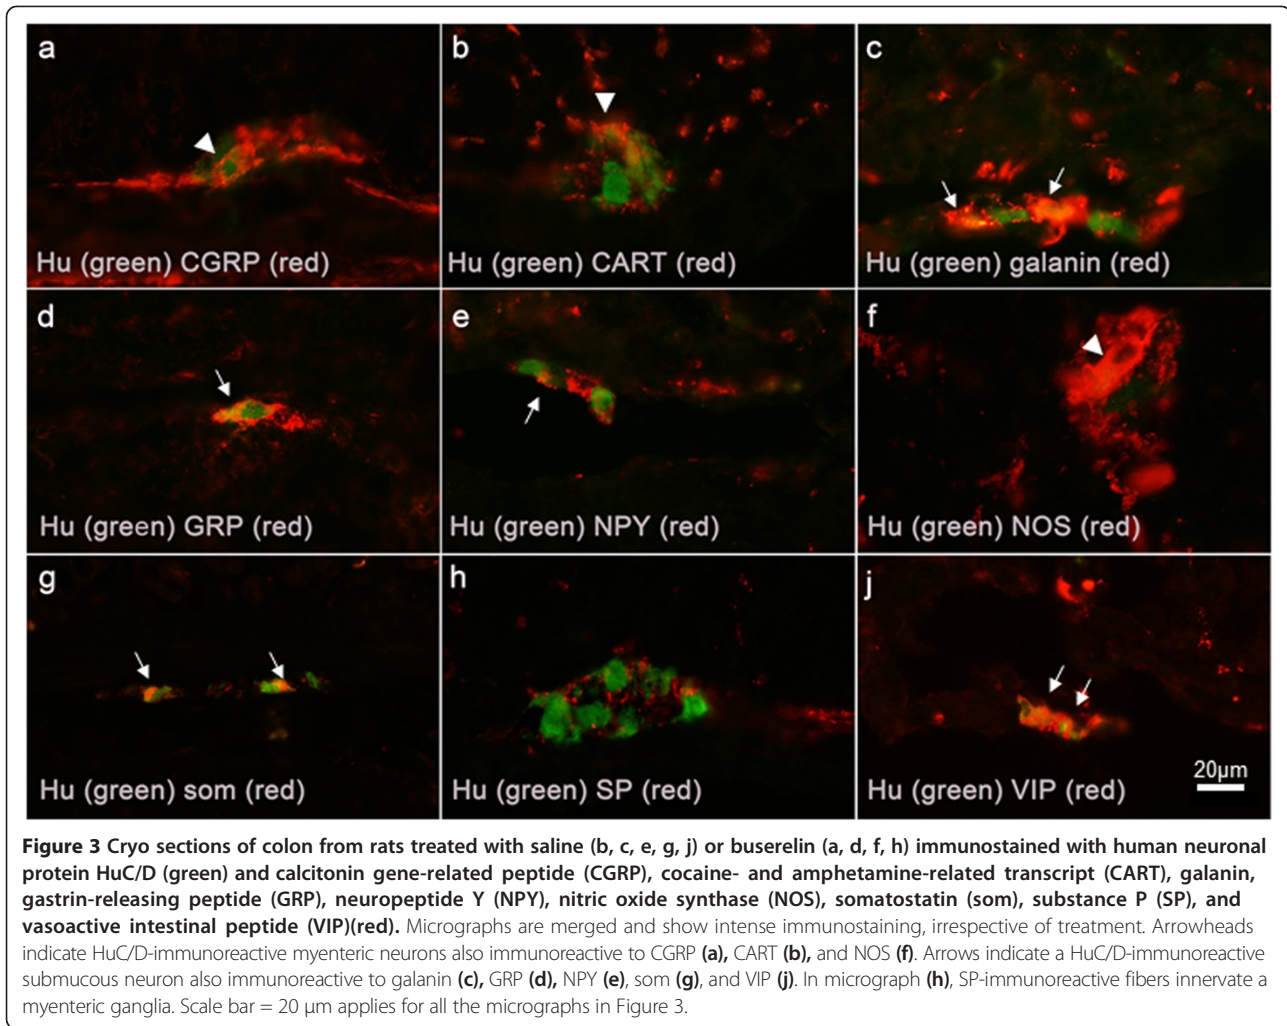 a
b
c
Hu (green) CGRP (red)
Hu (green) CART (red)
Hu (green) galanin (red)
d
e
f
Hu (green) GRP (red)
Hu (green) NPY (red)
Hu (green) NOS (red)
g
h
j
20µm
Hu (green) som (red)
Hu (green) SP (red)
Hu (green) VIP (red)
Figure 3 Cryo sections of colon from rats treated with saline (b, c, e, g, j) or buserelin (a, d, f, h) immunostained with human neuronal
protein HuC/D (green) and calcitonin gene-related peptide (CGRP), cocaine- and amphetamine-related transcript (CART), galanin,
gastrin-releasing peptide (GRP), neuropeptide Y (NPY), nitric oxide synthase (NOS), somatostatin (som), substance P (SP), and
vasoactive intestinal peptide (VIP)(red). Micrographs are merged and show intense immunostaining, irrespective of treatment. Arrowheads
indicate HuC/D-immunoreactive myenteric neurons also immunoreactive to CGRP (a), CART (b), and NOS (f). Arrows indicate a HuC/D-immunoreactive
submucous neuron also immunoreactive to galanin (c), GRP (d), NPY (e), som (g), and VIP (j). In micrograph (h), SP-immunoreactive fibers innervate a
myenteric ganglia. Scale bar = 20 µm applies for all the micrographs in Figure 3.